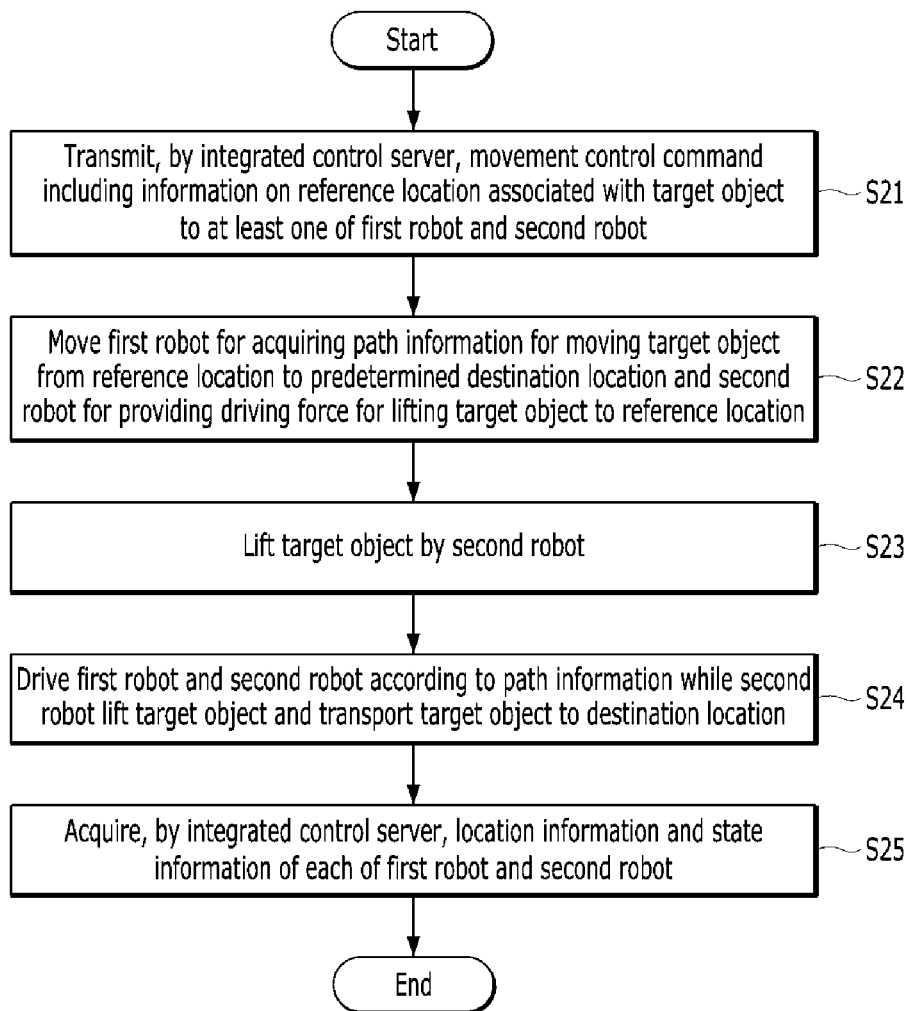 Start
Transmit, by integrated control server, movement control command
including information on reference location associated with target object
to at least one of first robot and second robot
S21
Move first robot for acquiring path information for moving target object
from reference location to predetermined destination location and second
robot for providing driving force for lifting target object to reference location
S22
Lift target object by second robot
S23
Drive first robot and second robot according to path information while second
robot lift target object and transport target object to destination location
S24
Acquire, by integrated control server, location information and state
information of each of first robot and second robot
S25
End